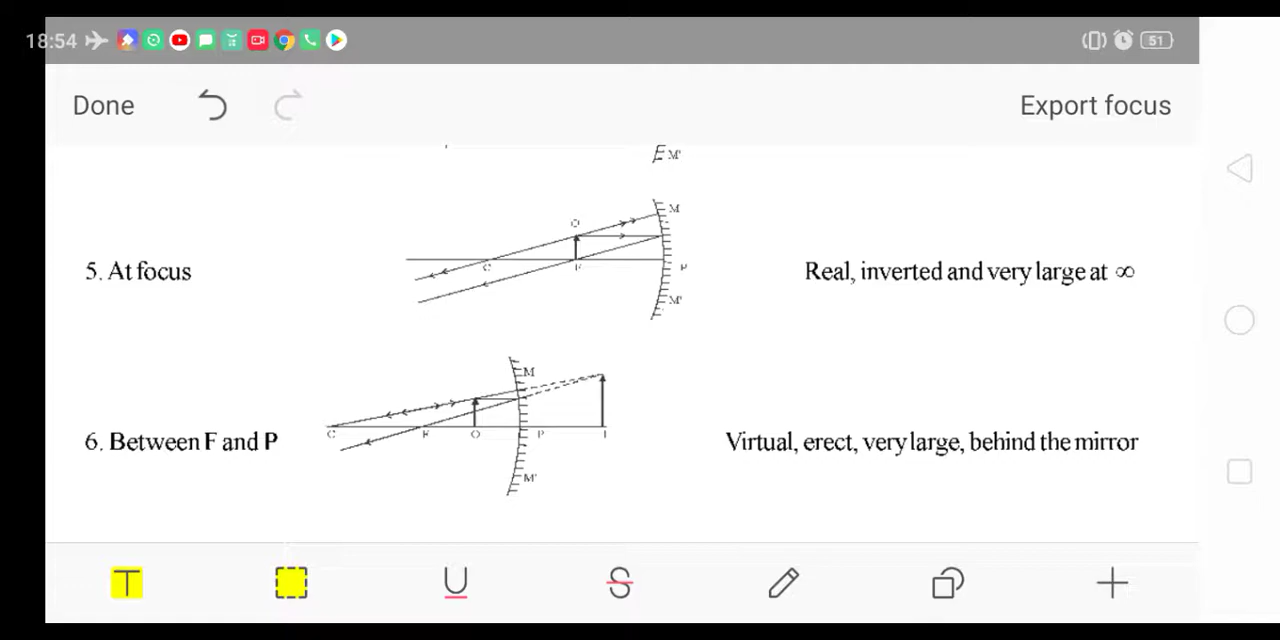 18:54
51
Done
Export focus
M'
5. At focus
O
M
C
F
P
M'
Real, inverted and very large at ∞
6. Between F and P
M
C
F
O
P
I
M'
Virtual, erect, very large, behind the mirror
T
U
S